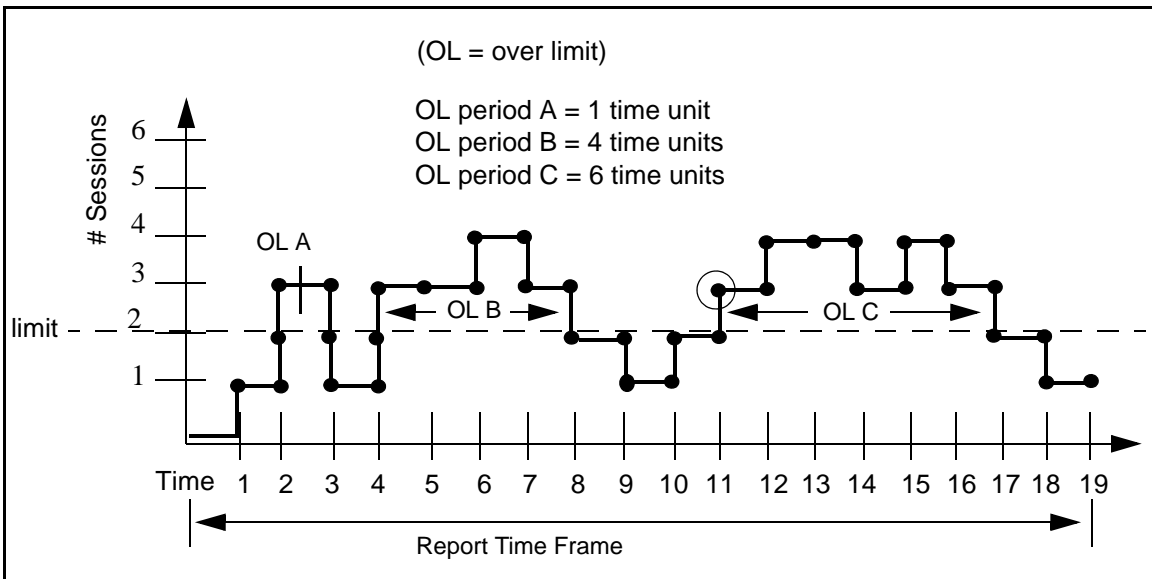 (OL = over limit)
OL period A = 1 time unit
OL period B = 4 time units
OL period C = 6 time units
# Sessions
6
5
4
3
2
1
OL A
OL B
OL C
limit
Time 1 2 3 4 5 6 7 8 9 10 11 12 13 14 15 16 17 18 19
Report Time Frame